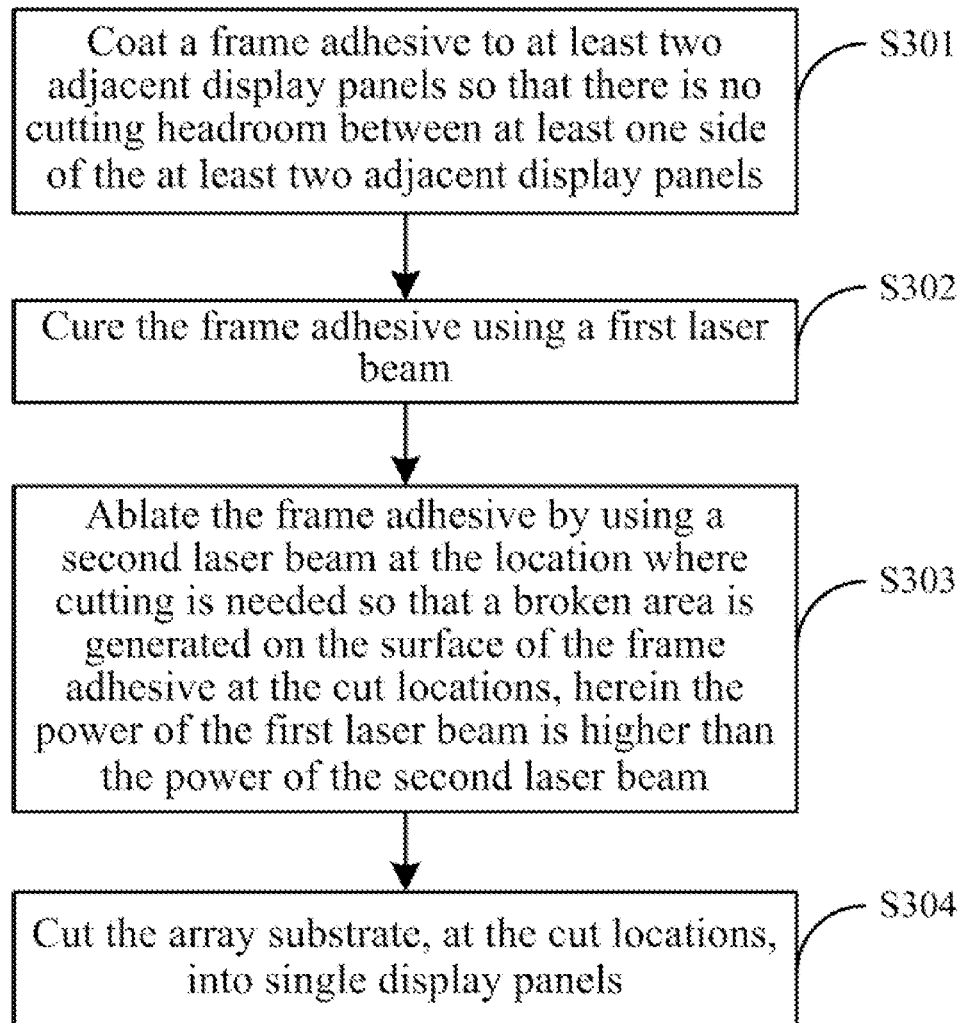 Coat a frame adhesive to at least two
adjacent display panels so that there is no
cutting headroom between at least one side
of the at least two adjacent display panels
S301
Cure the frame adhesive using a first laser
beam
S302
Ablate the frame adhesive by using a
second laser beam at the location where
cutting is needed so that a broken area is
generated on the surface of the frame
adhesive at the cut locations, herein the
power of the first laser beam is higher than
the power of the second laser beam
S303
Cut the array substrate, at the cut locations,
into single display panels
S304